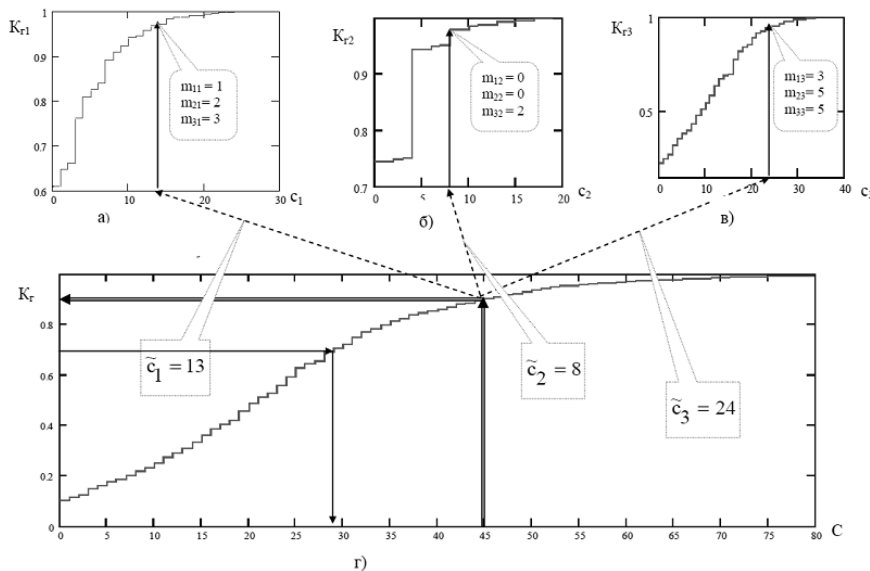 Kг1
1
0.9
0.8
0.7
0.6
0
10
20
30
c1
m11 = 1
m21 = 2
m31 = 3
а)
Kг2
0.9
0.7
0
5
10
15
20
c2
m12 = 0
m22 = 0
m32 = 2
б)
Kг3
1
0.5
0
10
20
30
40
c3
m13 = 3
m23 = 5
m33 = 5
в)
Kг
0.8
0.6
0.4
0.2
0
0
5
10
15
20
25
30
35
40
45
50
55
60
65
70
75
80
C
c̃1 = 13
c̃2 = 8
c̃3 = 24
г)